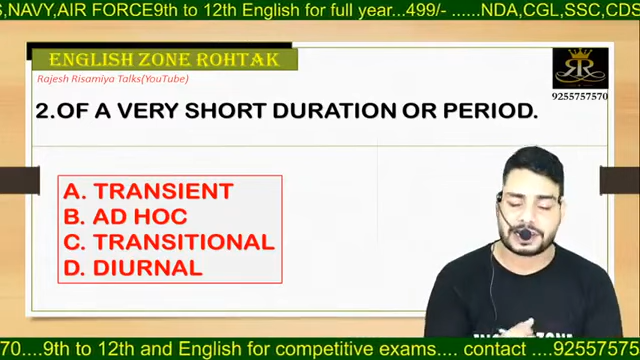 ,NAVY,AIR FORCE9th to 12th English for full year...499/- ......NDA,CGL,SSC,CDS
ENGLISH ZONE ROHTAK
Rajesh Risamiya Talks(YouTube)
RR
9255757570
2.OF A VERY SHORT DURATION OR PERIOD.
A. TRANSIENT
B. AD HOC
C. TRANSITIONAL
D. DIURNAL
70....9th to 12th and English for competitive exams.... contact ....92557575